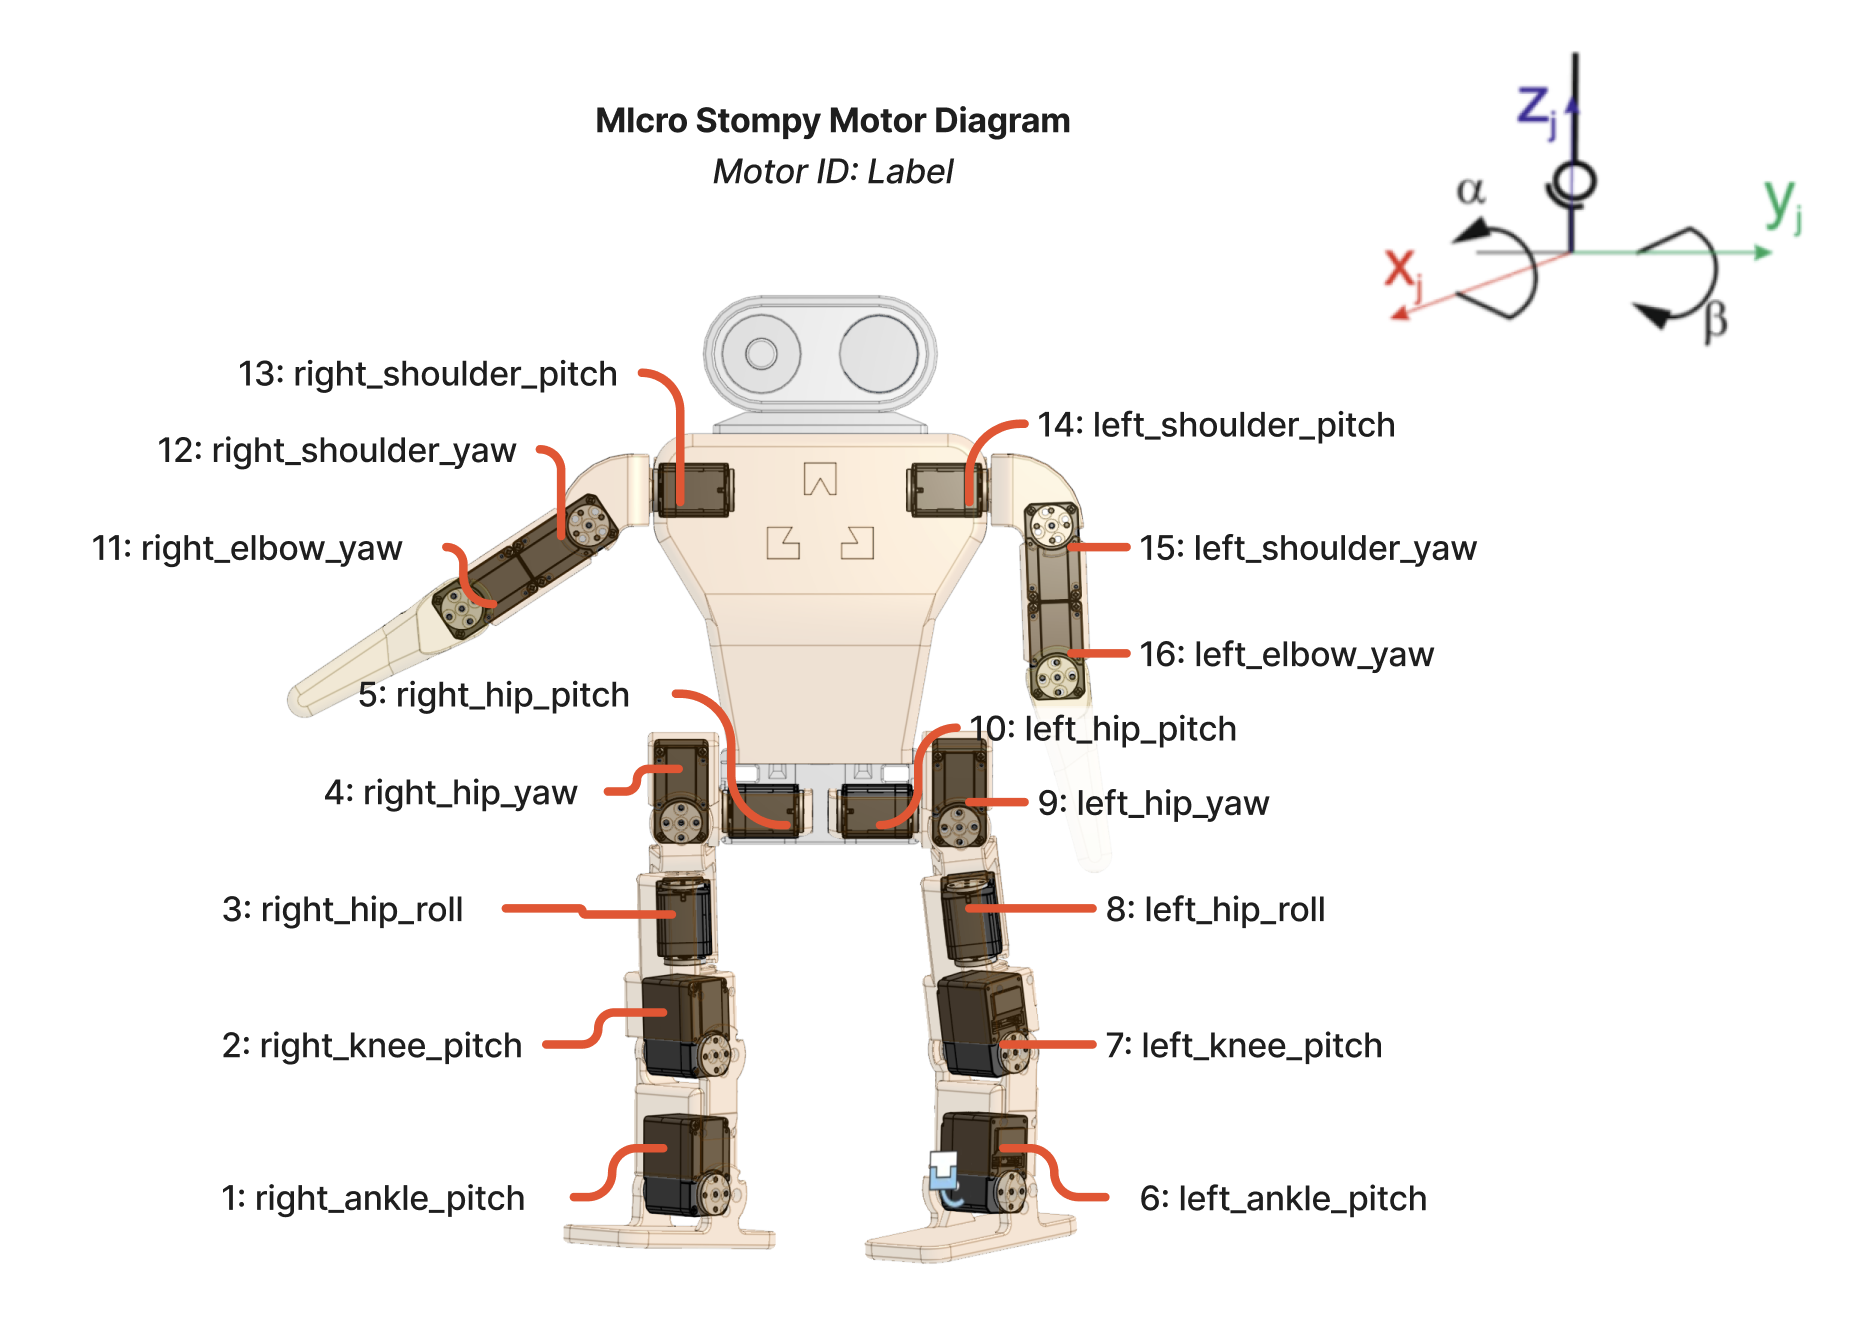 MIcro Stompy Motor Diagram
Motor ID: Label
zj
α
yj
xj
β
13: right_shoulder_pitch
14: left_shoulder_pitch
12: right_shoulder_yaw
11: right_elbow_yaw
15: left_shoulder_yaw
16: left_elbow_yaw
5: right_hip_pitch
10: left_hip_pitch
4: right_hip_yaw
9: left_hip_yaw
3: right_hip_roll
8: left_hip_roll
2: right_knee_pitch
7: left_knee_pitch
1: right_ankle_pitch
6: left_ankle_pitch